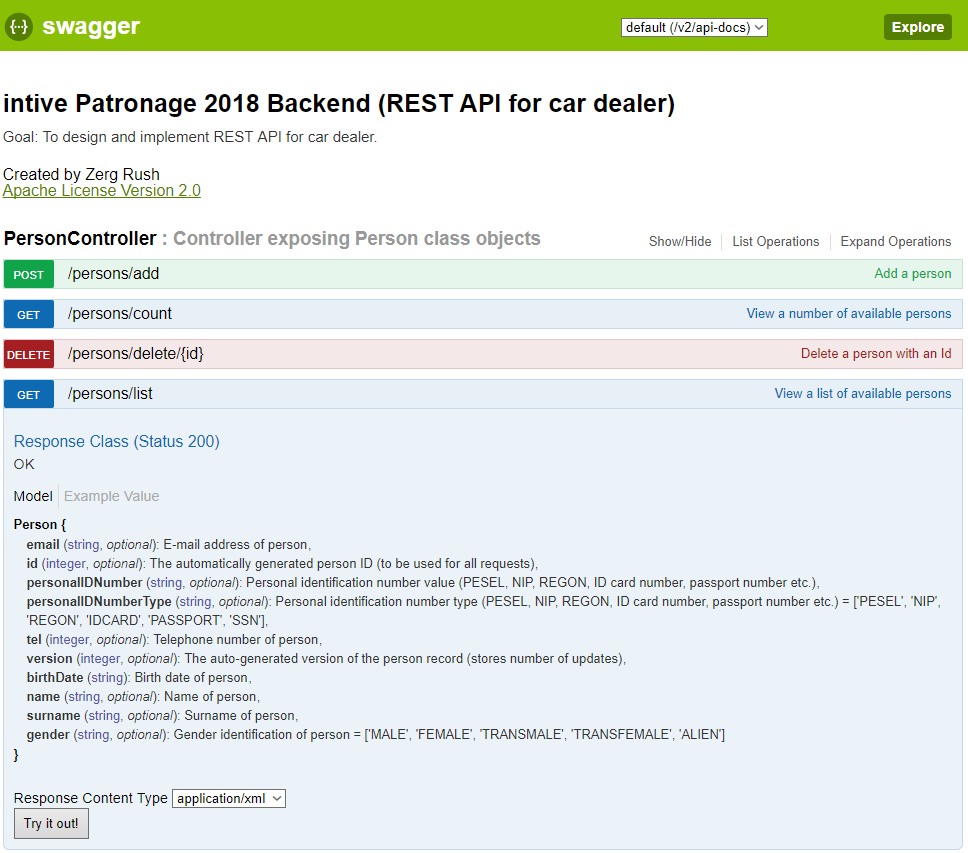 {···} swagger
default (/v2/api-docs)
Explore
intive Patronage 2018 Backend (REST API for car dealer)
Goal: To design and implement REST API for car dealer.
Created by Zerg Rush
Apache License Version 2.0
PersonController : Controller exposing Person class objects
Show/Hide
List Operations
Expand Operations
POST /persons/add Add a person
GET /persons/count View a number of available persons
DELETE /persons/delete/{id} Delete a person with an Id
GET /persons/list View a list of available persons
Response Class (Status 200)
OK
Model Example Value
Person {
email (string, optional): E-mail address of person,
id (integer, optional): The automatically generated person ID (to be used for all requests),
personalIDNumber (string, optional): Personal identification number value (PESEL, NIP, REGON, ID card number, passport number etc.),
personalIDNumberType (string, optional): Personal identification number type (PESEL, NIP, REGON, ID card number, passport number etc.) = ['PESEL', 'NIP',
'REGON', 'IDCARD', 'PASSPORT', 'SSN'],
tel (integer, optional): Telephone number of person,
version (integer, optional): The auto-generated version of the person record (stores number of updates),
birthDate (string): Birth date of person,
name (string, optional): Name of person,
surname (string, optional): Surname of person,
gender (string, optional): Gender identification of person = ['MALE', 'FEMALE', 'TRANSMALE', 'TRANSFEMALE', 'ALIEN']
}
Response Content Type application/xml
Try it out!